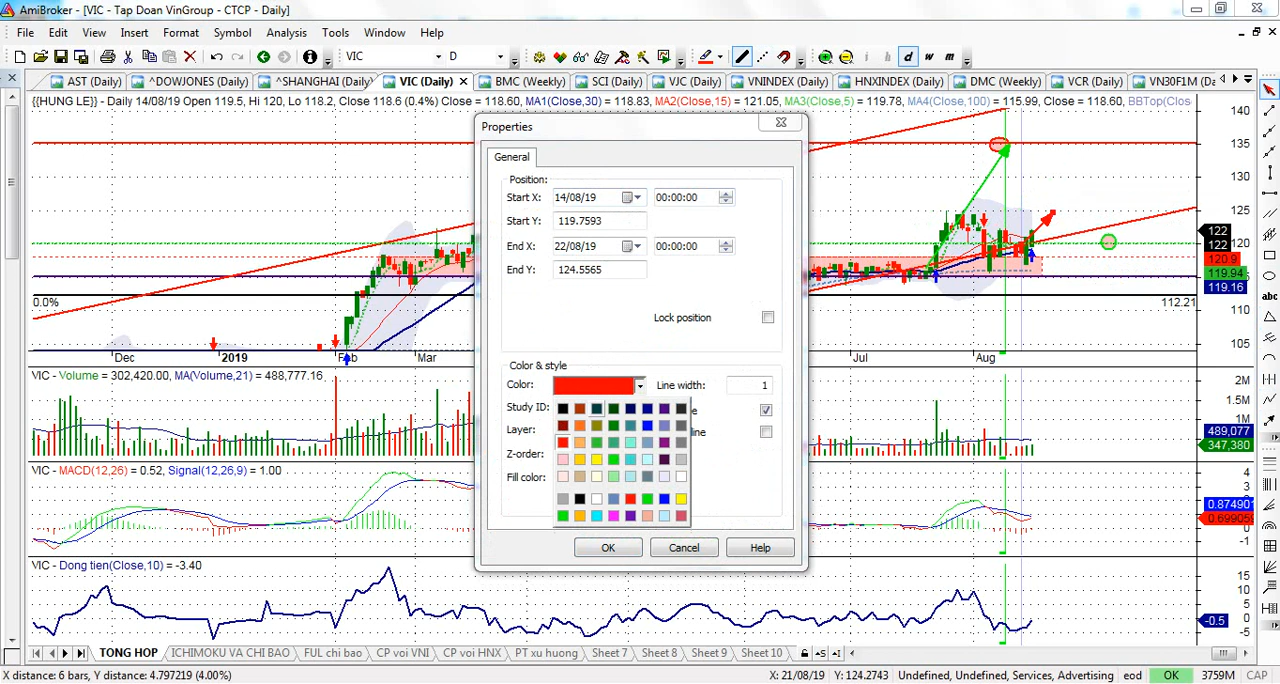 AmiBroker - [VIC - Tap Doan VinGroup - CTCP - Daily]
File Edit View Insert Format Symbol Analysis Tools Window Help
VIC D i h d w m
AST (Daily) ^DOWJONES (Daily) ^SHANGHAI (Daily) VIC (Daily) X BMC (Weekly) SCI (Daily) VJC (Daily) VNINDEX (Daily) HNXINDEX (Daily) DMC (Weekly) VCR (Daily) VN30F1M (Da
{{HUNG LE}} - Daily 14/08/19 Open 119.5, Hi 120, Lo 118.2, Close 118.6 (0.4%) Close = 118.60, MA1(Close,30) = 118.83, MA2(Close,15) = 121.05, MA3(Close,5) = 119.78, MA4(Close,100) = 115.99, Close = 118.60, BBTop(Clos
140
135
130
125
122
122
120
120.9
119.94
115
119.16
110
105
0.0%
112.21
Dec 2019 Feb Mar Jul Aug
Properties
General
Position:
Start X: 14/08/19 00:00:00
Start Y: 119.7593
End X: 22/08/19 00:00:00
End Y: 124.5565
Lock position
Color & style
Color: Line width: 1
Study ID: e
Layer: line
Z-order:
Fill color:
OK Cancel Help
VIC - Volume = 302,420.00, MA(Volume,21) = 488,777.16
2M
1.5M
1M
489,077
347,380
VIC - MACD(12,26) = 0.52, Signal(12,26,9) = 1.00
4
3
0.87490
0.699059
-1
VIC - Dong tien(Close,10) = -3.40
15
10
5
0
-0.5
-5
TONG HOP ICHIMOKU VA CHI BAO FUL chi bao CP voi VNI CP voi HNX PT xu huong Sheet 7 Sheet 8 Sheet 9 Sheet 10
X distance: 6 bars, Y distance: 4.797219 (4.00%) X: 21/08/19 Y: 124.2743 Undefined, Undefined, Services, Advertising eod OK 3759M CAP
abc